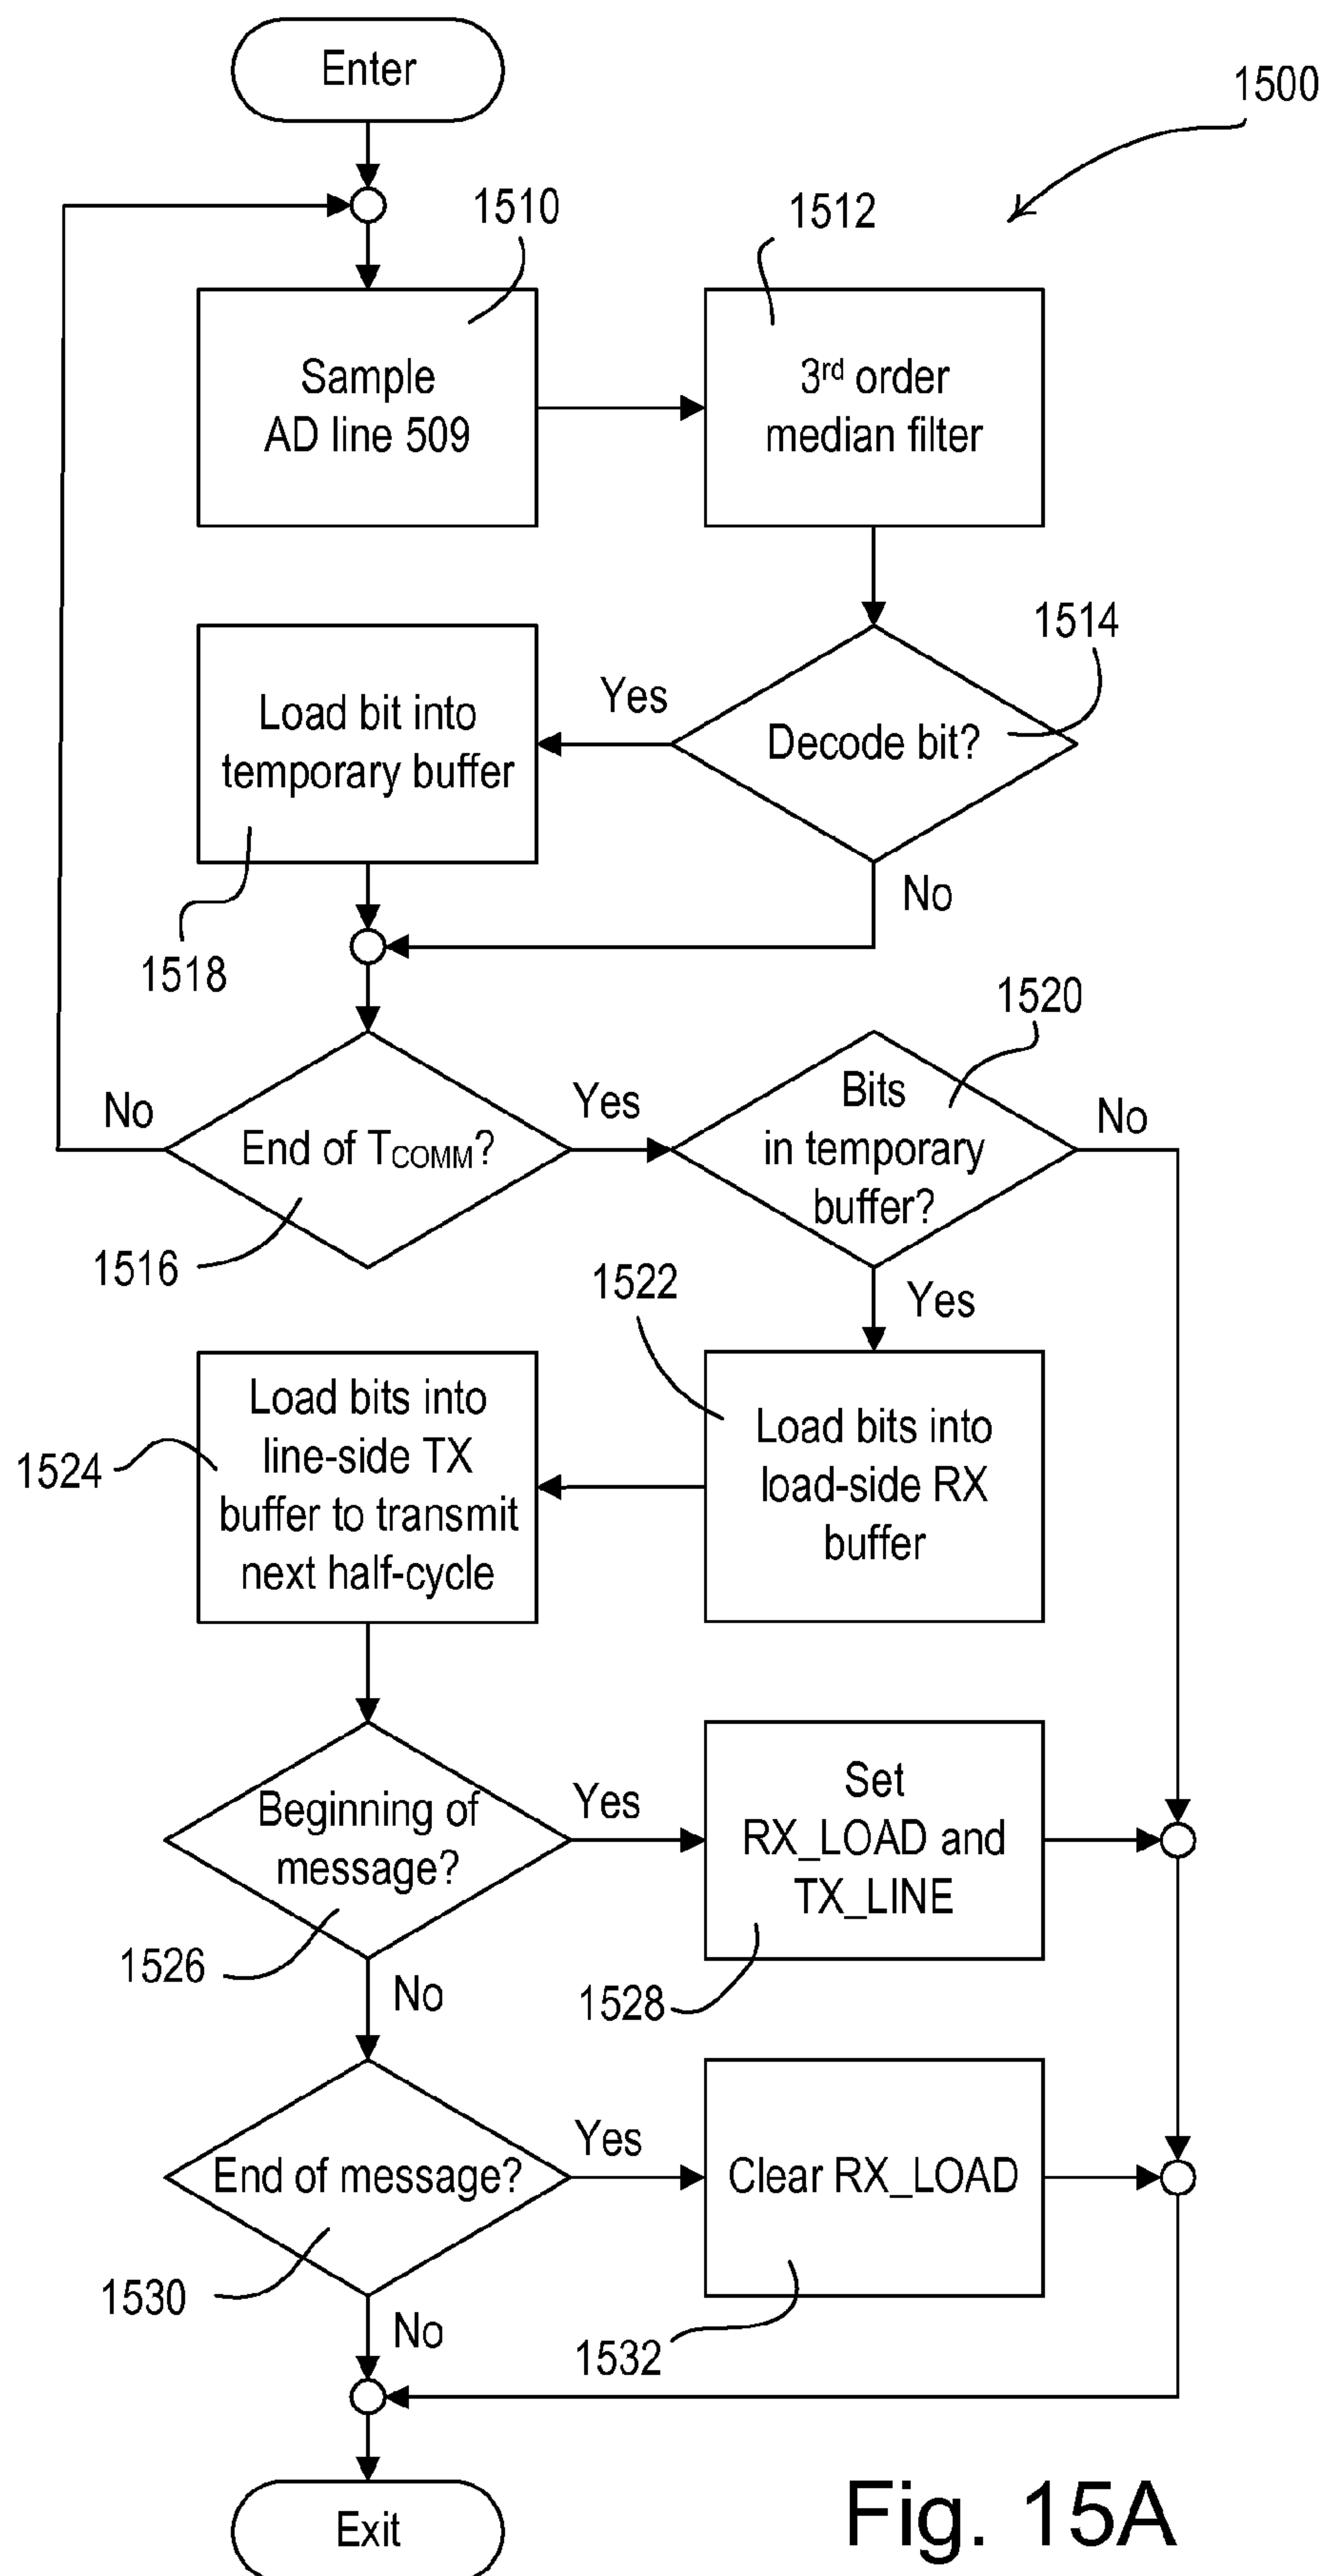 Enter
1500
1510
1512
Sample
AD line 509
3rd order
median filter
1514
Load bit into
temporary buffer
Yes
Decode bit?
No
1518
1520
No
End of TCOMM?
Yes
Bits
in temporary
buffer?
No
1516
1522
Yes
1524
Load bits into
line-side TX
buffer to transmit
next half-cycle
Load bits into
load-side RX
buffer
Beginning of
message?
Yes
Set
RX_LOAD and
TX_LINE
1526
No
1528
End of message?
Yes
Clear RX_LOAD
1530
No
1532
Exit
Fig. 15A